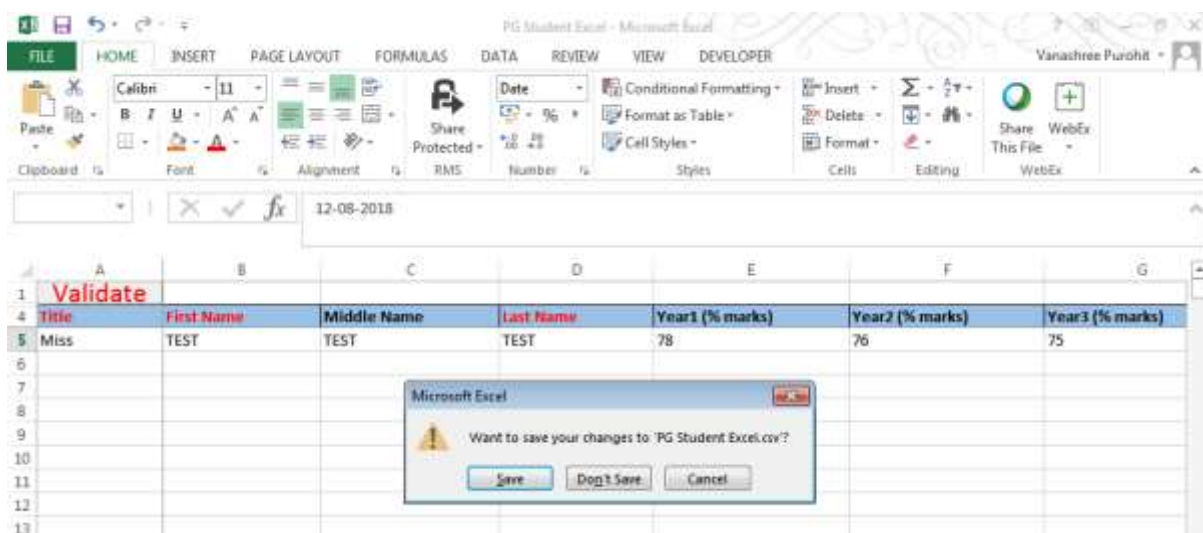 PG Student Excel - Microsoft Excel
FILE HOME INSERT PAGE LAYOUT FORMULAS DATA REVIEW VIEW DEVELOPER Vanashree Purohit
Calibri 11 Date Conditional Formatting Insert
Paste B I U A A Share Protected % Format as Table Delete Share This File WebEx
A Cell Styles Format
Clipboard Font Alignment RMS Number Styles Cells Editing WebEx
fx 12-08-2018
A B C D E F G
1 Validate
4 Title First Name Middle Name Last Name Year1 (% marks) Year2 (% marks) Year3 (% marks)
5 Miss TEST TEST TEST 78 76 75
6
7
Microsoft Excel
8
9 Want to save your changes to 'PG Student Excel.csv'?
10
11 Save Don't Save Cancel
12
13